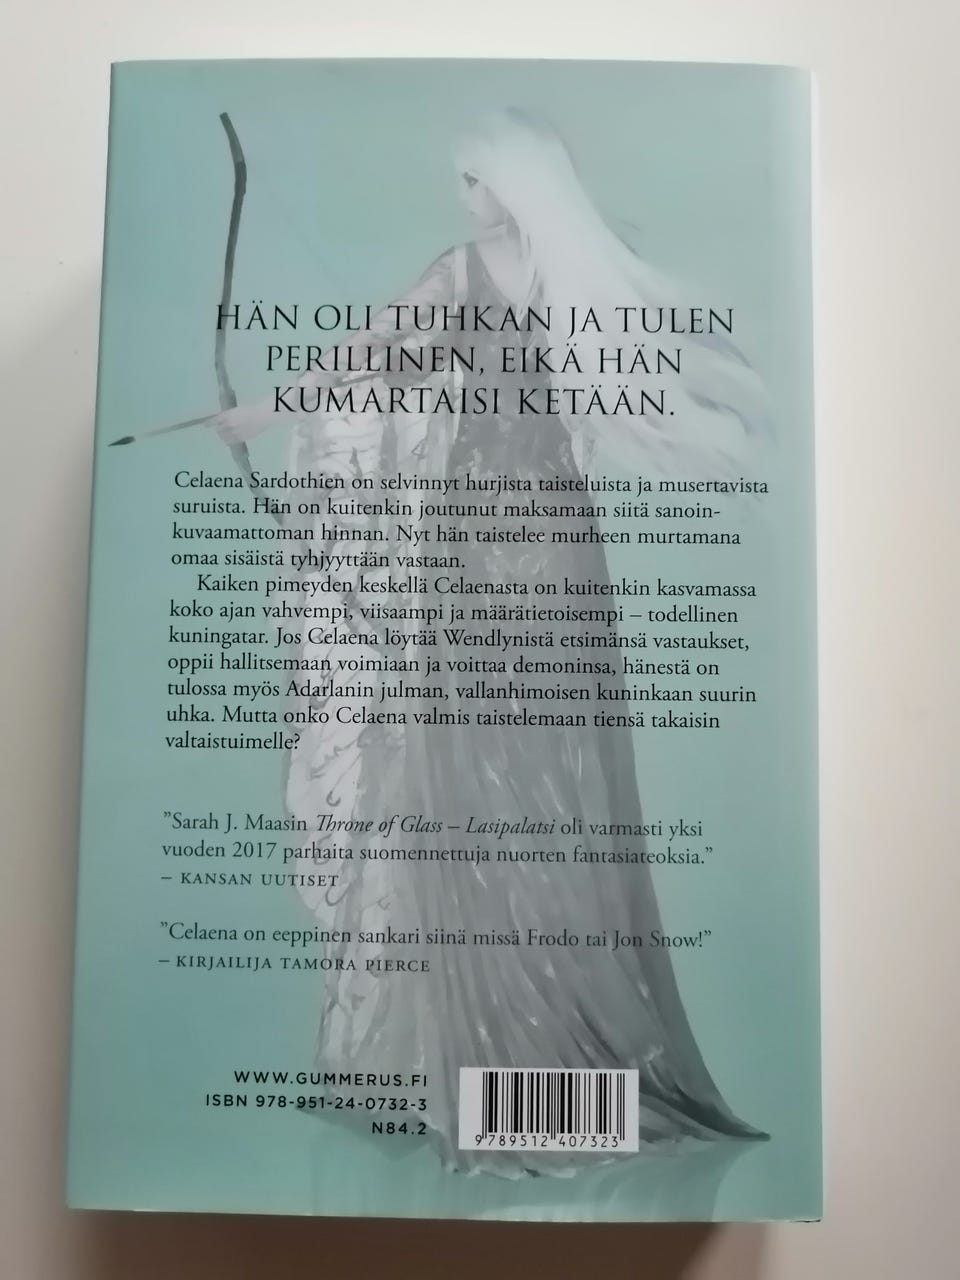 HÄN OLI TUHKAN JA TULEN
PERILLINEN, EIKÄ HÄN
KUMARTAISI KETÄÄN.
Celaena Sardothien on selvinnyt hurjista taisteluista ja musertavista
suruista. Hän on kuitenkin joutunut maksamaan siitä sanoin-
kuvaamattoman hinnan. Nyt hän taistelee murheen murtamana
omaa sisäistä tyhjyyttään vastaan.
Kaiken pimeyden keskellä Celaenasta on kuitenkin kasvamassa
koko ajan vahvempi, viisaampi ja määrätietoisempi – todellinen
kuningatar. Jos Celaena löytää Wendlynistä etsimänsä vastaukset,
oppii hallitsemaan voimiaan ja voittaa demoninsa, hänestä on
tulossa myös Adarlanin julman, vallanhimoisen kuninkaan suurin
uhka. Mutta onko Celaena valmis taistelemaan tiensä takaisin
valtaistuimelle?
”Sarah J. Maasin Throne of Glass – Lasipalatsi oli varmasti yksi
vuoden 2017 parhaita suomennettuja nuorten fantasiateoksia.”
– KANSAN UUTISET
”Celaena on eeppinen sankari siinä missä Frodo tai Jon Snow!”
– KIRJAILIJA TAMORA PIERCE
WWW.GUMMERUS.FI
ISBN 978-951-24-0732-3
N84.2
9 789512 407323